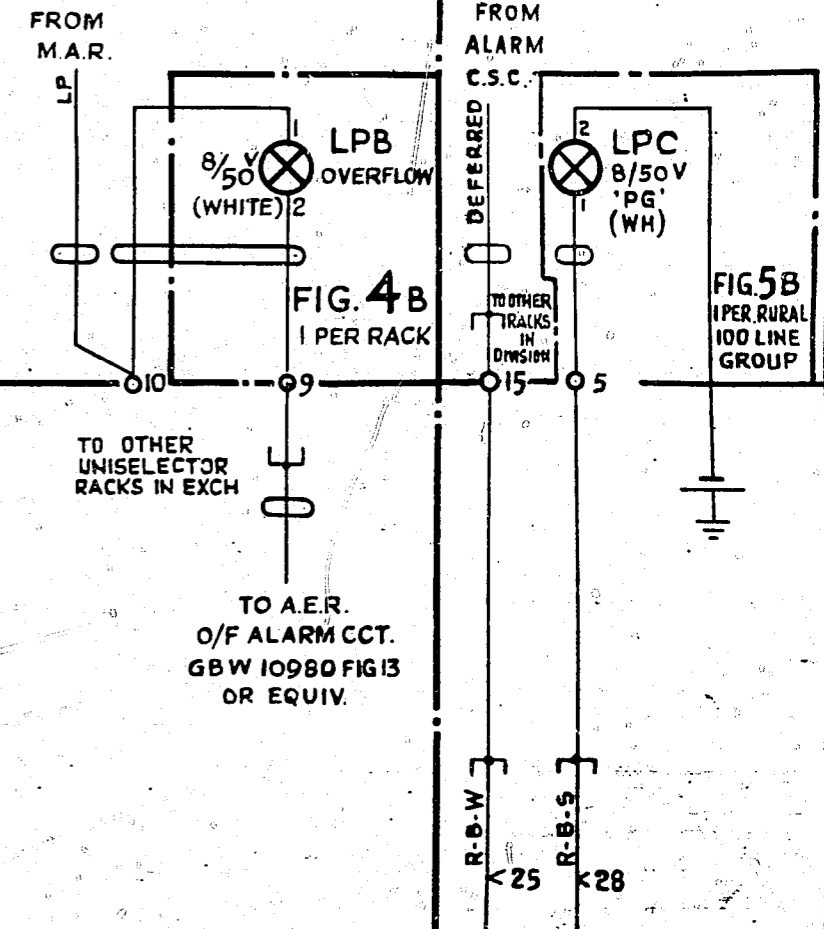 FROM
M.A.R.
LP
8/50V
(WHITE)
1
2
LPB
OVERFLOW
FIG. 4B
1 PER RACK
10
9
TO OTHER
UNISELECTOR
RACKS IN EXCH
TO A.E.R.
O/F ALARM CCT.
GBW 10980 FIG 13
OR EQUIV.
FROM
ALARM
C.S.C.
DEFERRED
2
1
LPC
8/50V
'PG'
(WH)
TO OTHER
RACKS
IN
DIVISION
FIG. 5B
1 PER RURAL
100 LINE
GROUP
15
5
R-B-W
R-B-S
25
28